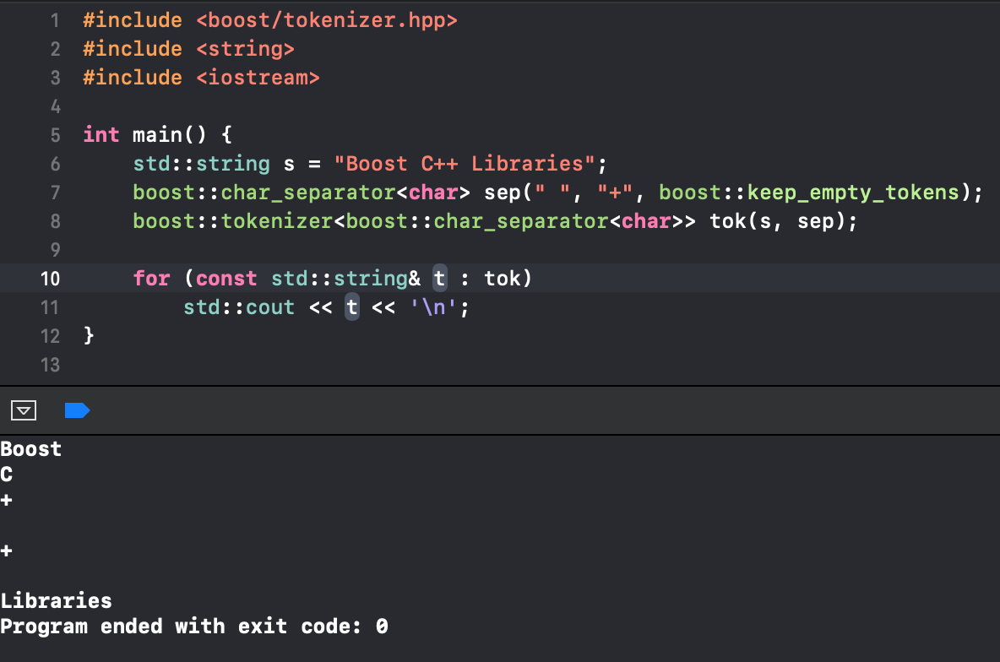 1 #include <boost/tokenizer.hpp>
2 #include <string>
3 #include <iostream>
4
5 int main() {
6     std::string s = "Boost C++ Libraries";
7     boost::char_separator<char> sep(" ", "+", boost::keep_empty_tokens);
8     boost::tokenizer<boost::char_separator<char>> tok(s, sep);
9
10     for (const std::string& t : tok)
11         std::cout << t << '\n';
12 }
13
Boost
C
+

+

Libraries
Program ended with exit code: 0